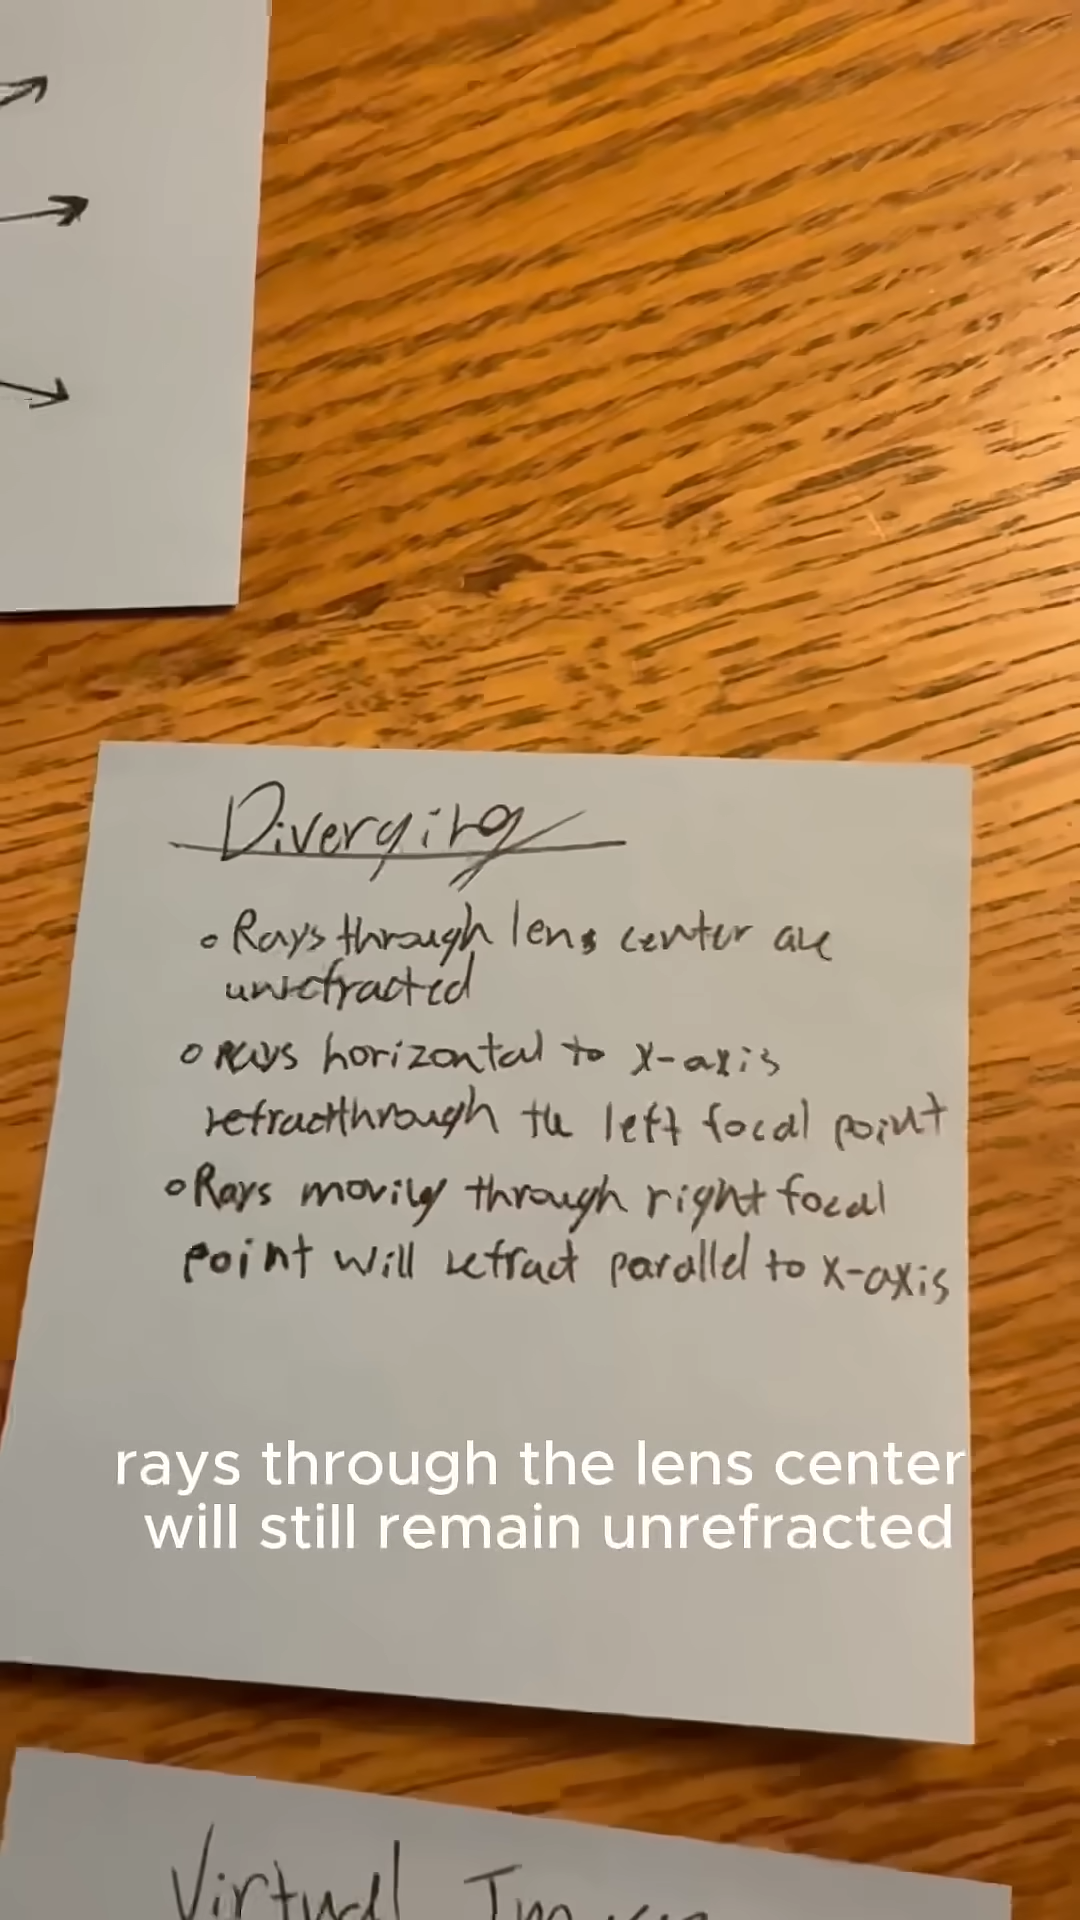 Diverging
◦ Rays through lens center are
unrefracted
◦ rays horizontal to x-axis
refract through the left focal point
◦ Rays moving through right focal
point will refract parallel to x-axis
rays through the lens center
will still remain unrefracted
Virtual